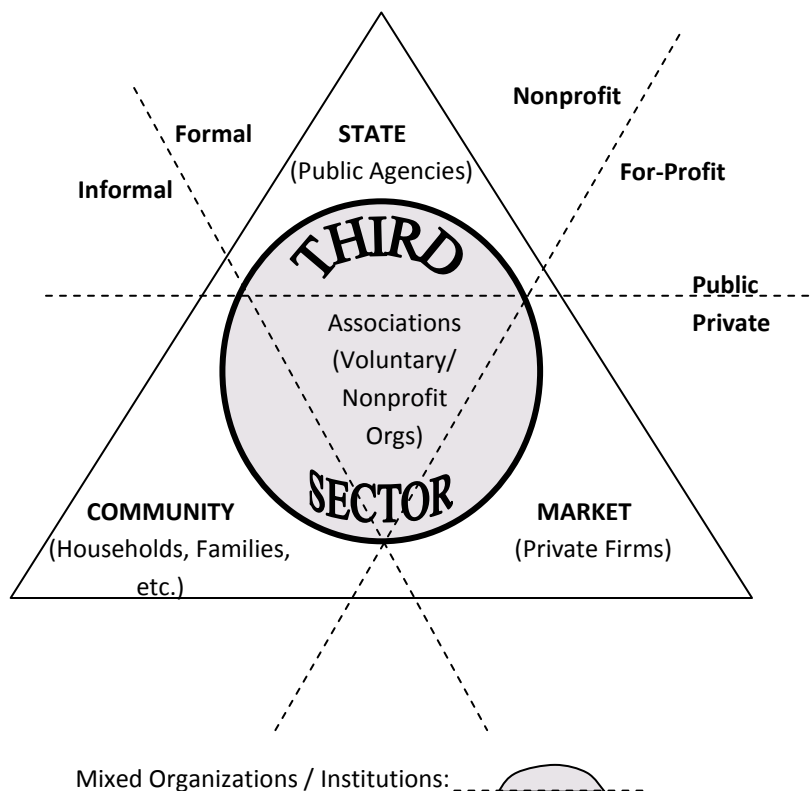 Nonprofit
Formal
STATE
(Public Agencies)
Informal
For-Profit
THIRD
Public
Private
Associations
(Voluntary/
Nonprofit
Orgs)
SECTOR
COMMUNITY
(Households, Families,
etc.)
MARKET
(Private Firms)
Mixed Organizations / Institutions: